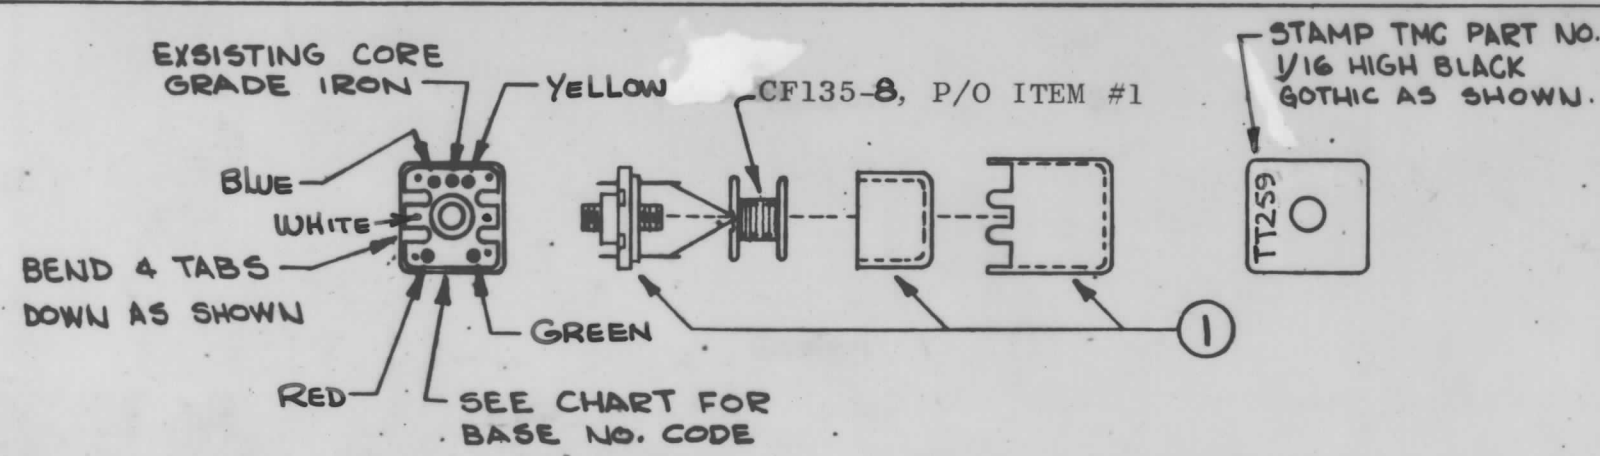 EXSISTING CORE
GRADE IRON
YELLOW
CF135-8, P/O ITEM #1
STAMP TMC PART NO.
1/16 HIGH BLACK
GOTHIC AS SHOWN.
BLUE
WHITE
BEND 4 TABS
DOWN AS SHOWN
TT259
GREEN
1
RED
SEE CHART FOR
BASE NO. CODE